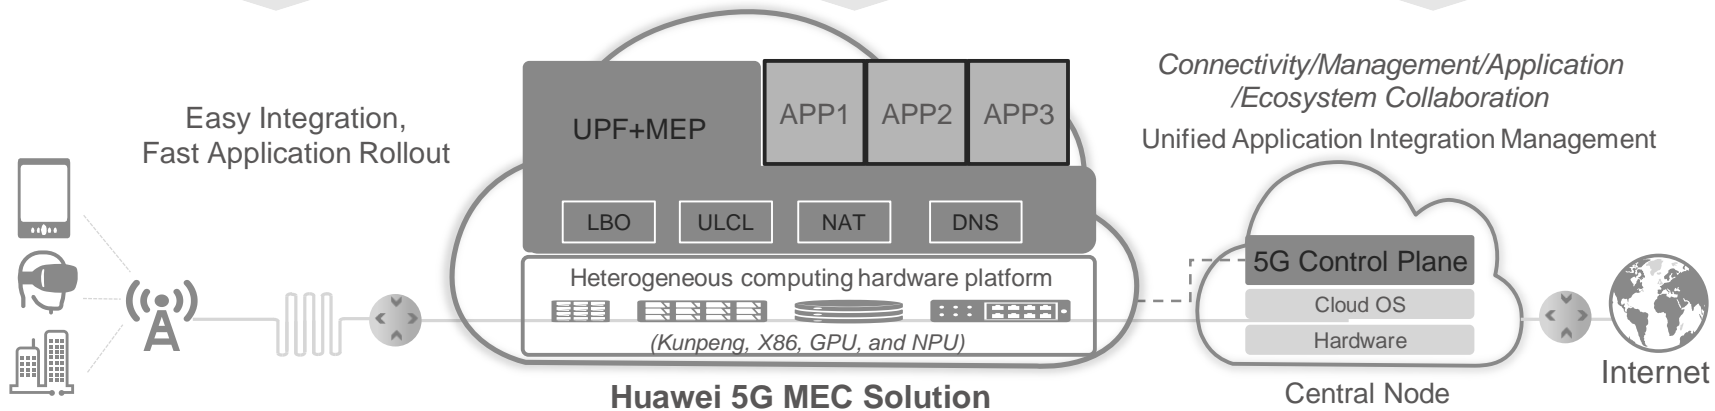 Easy Integration,
Fast Application Rollout
UPF+MEP
APP1
APP2
APP3
LBO
ULCL
NAT
DNS
Heterogeneous computing hardware platform
(Kunpeng, X86, GPU, and NPU)
Huawei 5G MEC Solution
Connectivity/Management/Application
/Ecosystem Collaboration
Unified Application Integration Management
5G Control Plane
Cloud OS
Hardware
Central Node
Internet